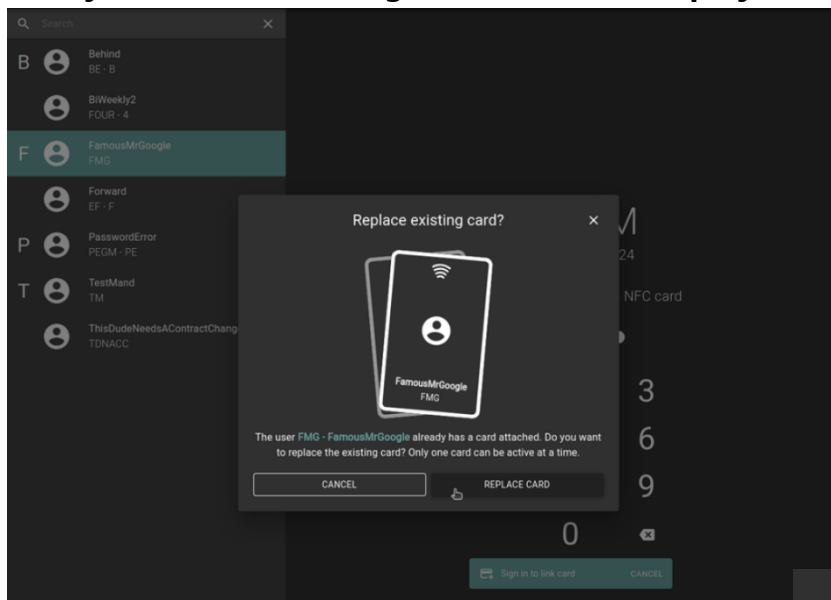 Search
B
Behind
BE - B
BiWeekly2
FOUR - 4
F
FamousMrGoogle
FMG
Forward
EF - F
P
PasswordError
PEGM - PE
T
TestMand
TM
ThisDudeNeedsAContractChang
TDNACC
M
24
NFC card
3
6
9
0
Sign in to link card
CANCEL
Replace existing card?
FamousMrGoogle
FMG
The user FMG - FamousMrGoogle already has a card attached. Do you want
to replace the existing card? Only one card can be active at a time.
CANCEL
REPLACE CARD